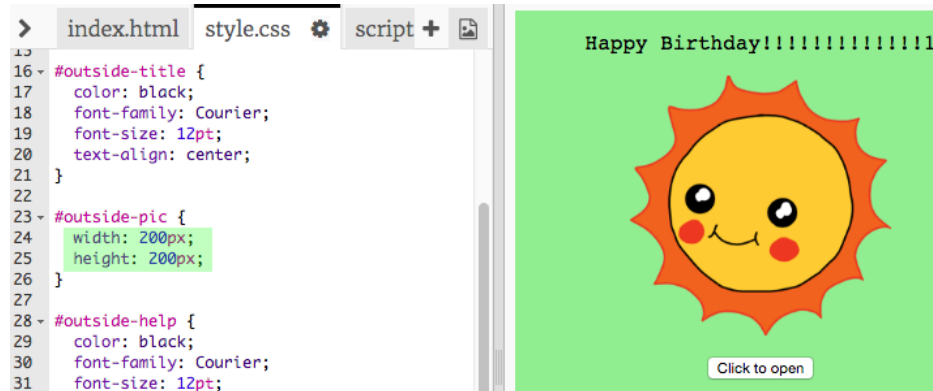 index.html style.css script
15
16 #outside-title {
17 color: black;
18 font-family: Courier;
19 font-size: 12pt;
20 text-align: center;
21 }
22
23 #outside-pic {
24 width: 200px;
25 height: 200px;
26 }
27
28 #outside-help {
29 color: black;
30 font-family: Courier;
31 font-size: 12pt;
Happy Birthday!!!!!!!!!!!!!!1
Click to open